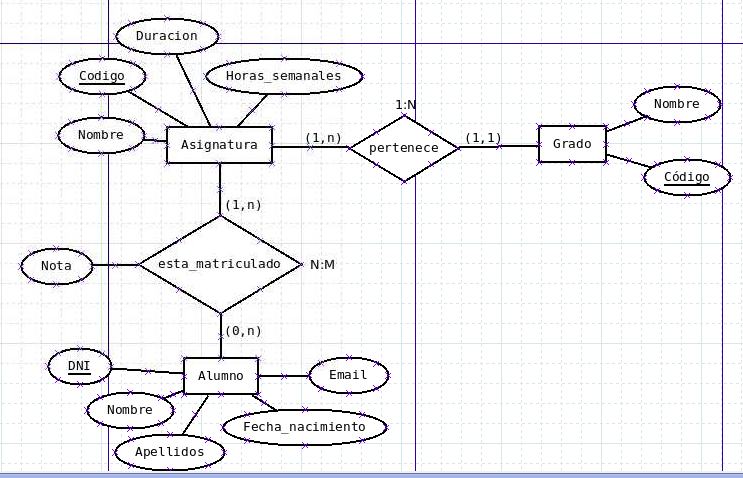 Duracion
Codigo
Horas_semanales
Nombre
Asignatura
(1,n)
1:N
pertenece
(1,1)
Grado
Nombre
Código
(1,n)
Nota
esta_matriculado
N:M
(0,n)
DNI
Alumno
Email
Nombre
Fecha_nacimiento
Apellidos